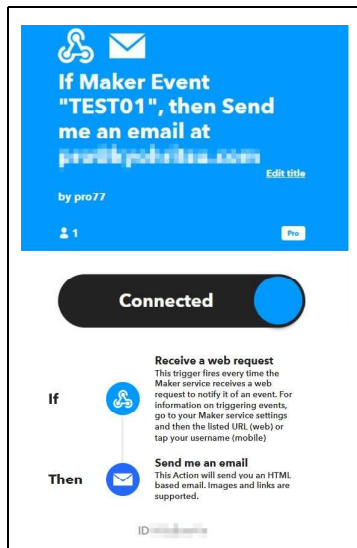 If Maker Event
"TEST01", then Send
me an email at
Edit title
by pro77
1
Pro
Connected
If
Receive a web request
This trigger fires every time the
Maker service receives a web
request to notify it of an event. For
information on triggering events,
go to your Maker service settings
and then the listed URL (web) or
tap your username (mobile)
Then
Send me an email
This Action will send you an HTML
based email. Images and links are
supported.
ID